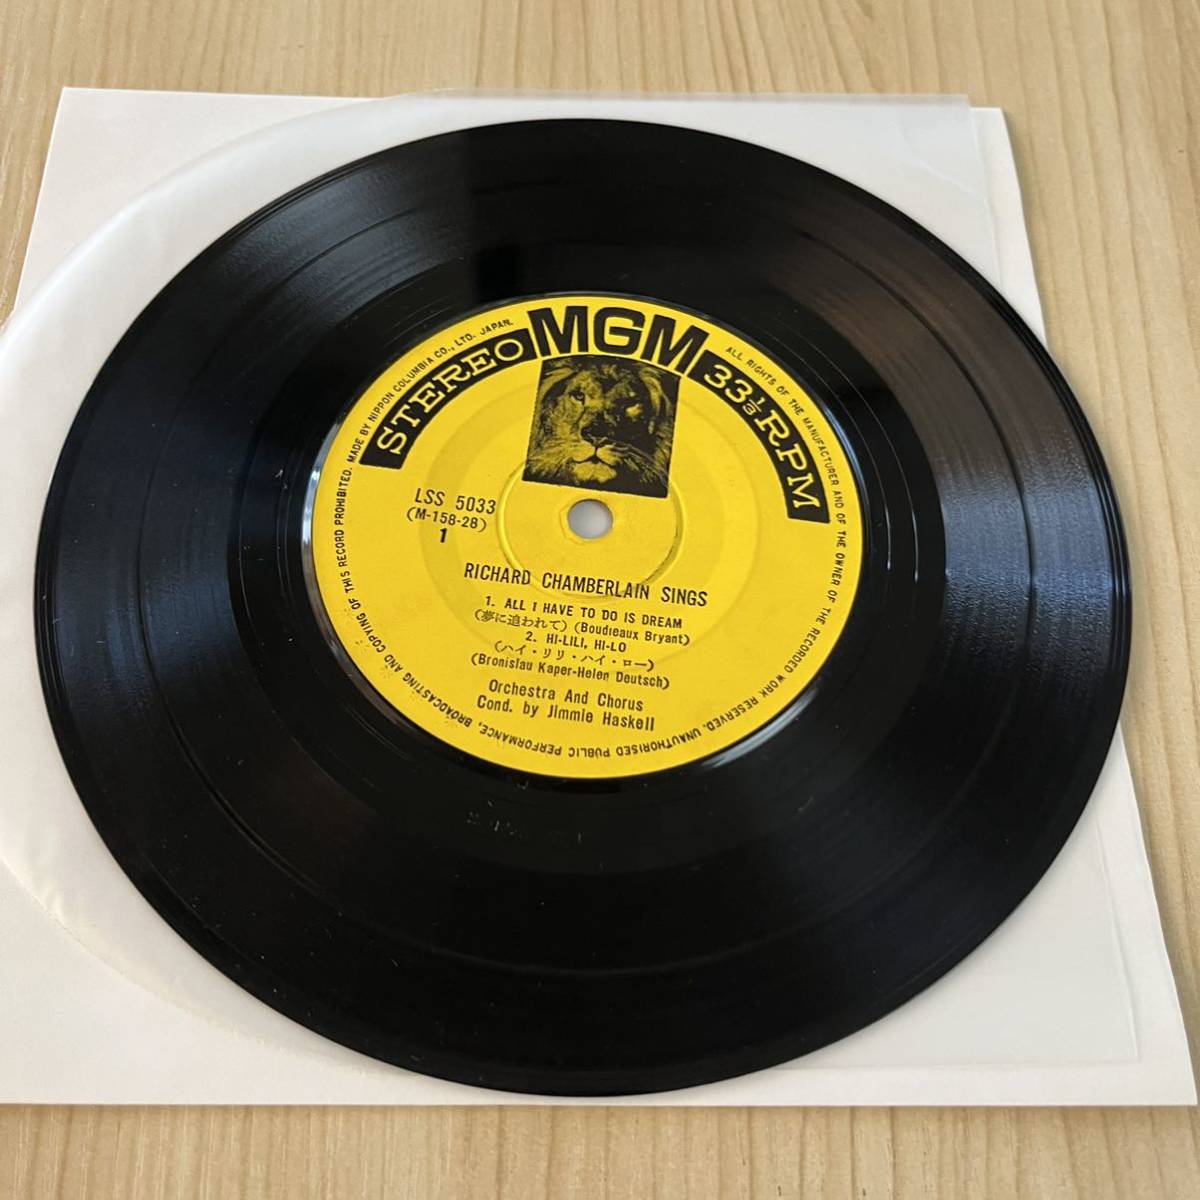 MGM
STEREO
33⅓ RPM
MADE BY NIPPON COLUMBIA CO., LTD. JAPAN.
ALL RIGHTS OF THE MANUFACTURER AND OF THE OWNER OF THE RECORDED WORK RESERVED. UNAUTHORISED PUBLIC PERFORMANCE, BROADCASTING AND COPYING OF THIS RECORD PROHIBITED.
LSS 5033
(M-158-28)
1
RICHARD CHAMBERLAIN SINGS
1. ALL I HAVE TO DO IS DREAM
(夢に追われて) (Boudieaux Bryant)
2. HI-LILI, HI-LO
(ハイ・リリ・ハイ・ロー)
(Bronislau Kaper-Helen Deutsch)
Orchestra And Chorus
Cond. by Jimmie Haskell